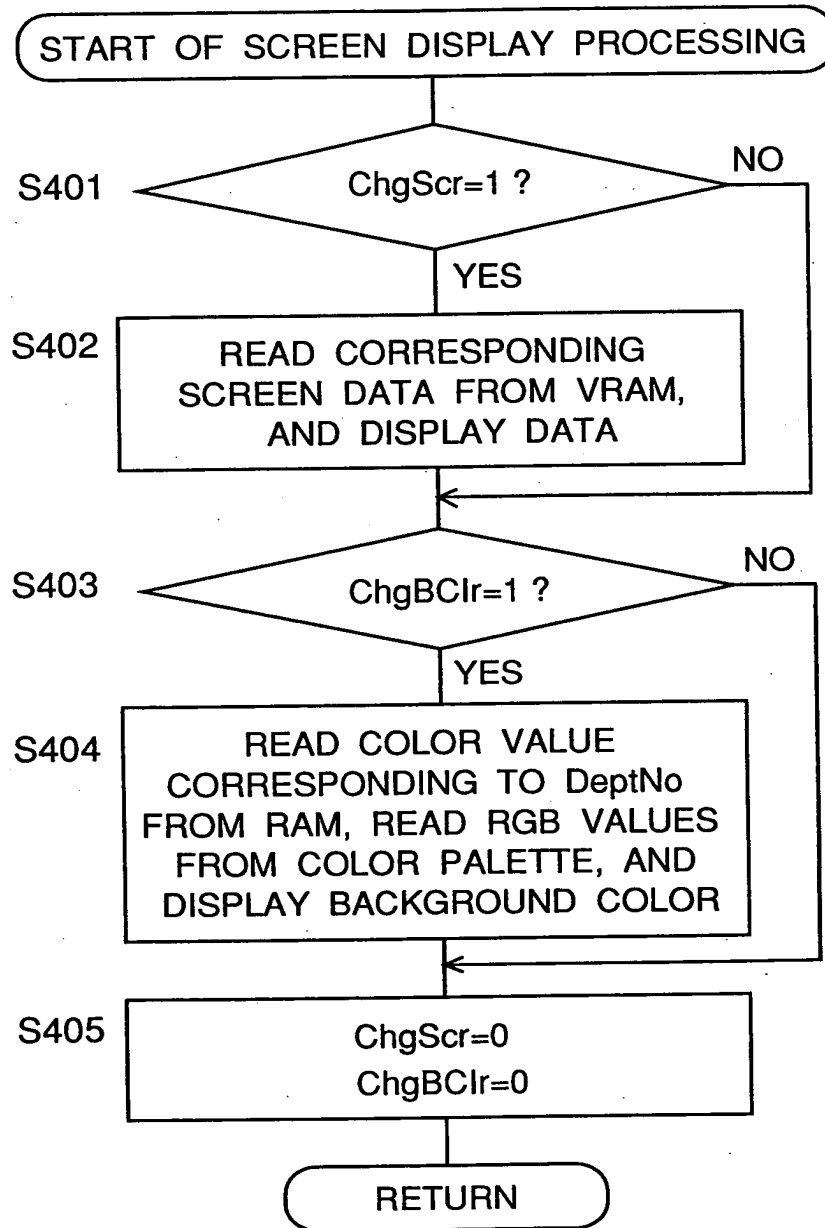 START OF SCREEN DISPLAY PROCESSING
S401
ChgScr=1 ?
NO
YES
S402
READ CORRESPONDING
SCREEN DATA FROM VRAM,
AND DISPLAY DATA
S403
ChgBClr=1 ?
NO
YES
S404
READ COLOR VALUE
CORRESPONDING TO DeptNo
FROM RAM, READ RGB VALUES
FROM COLOR PALETTE, AND
DISPLAY BACKGROUND COLOR
S405
ChgScr=0
ChgBClr=0
RETURN